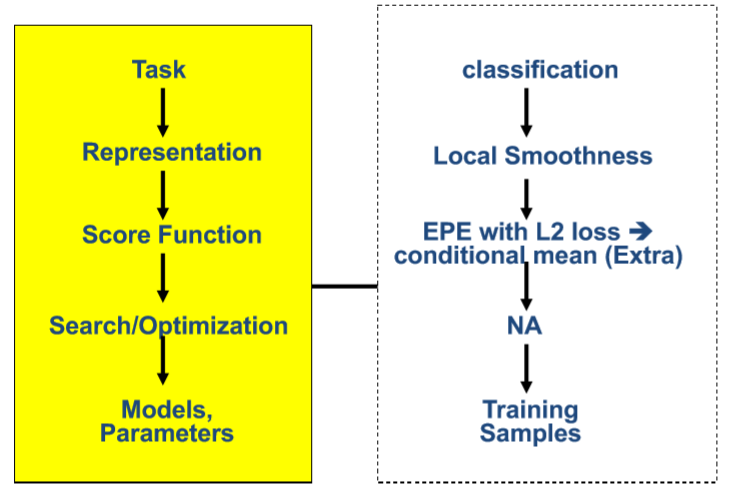 Task
Representation
Score Function
Search/Optimization
Models,
Parameters
classification
Local Smoothness
EPE with L2 loss ➔
conditional mean (Extra)
NA
Training
Samples